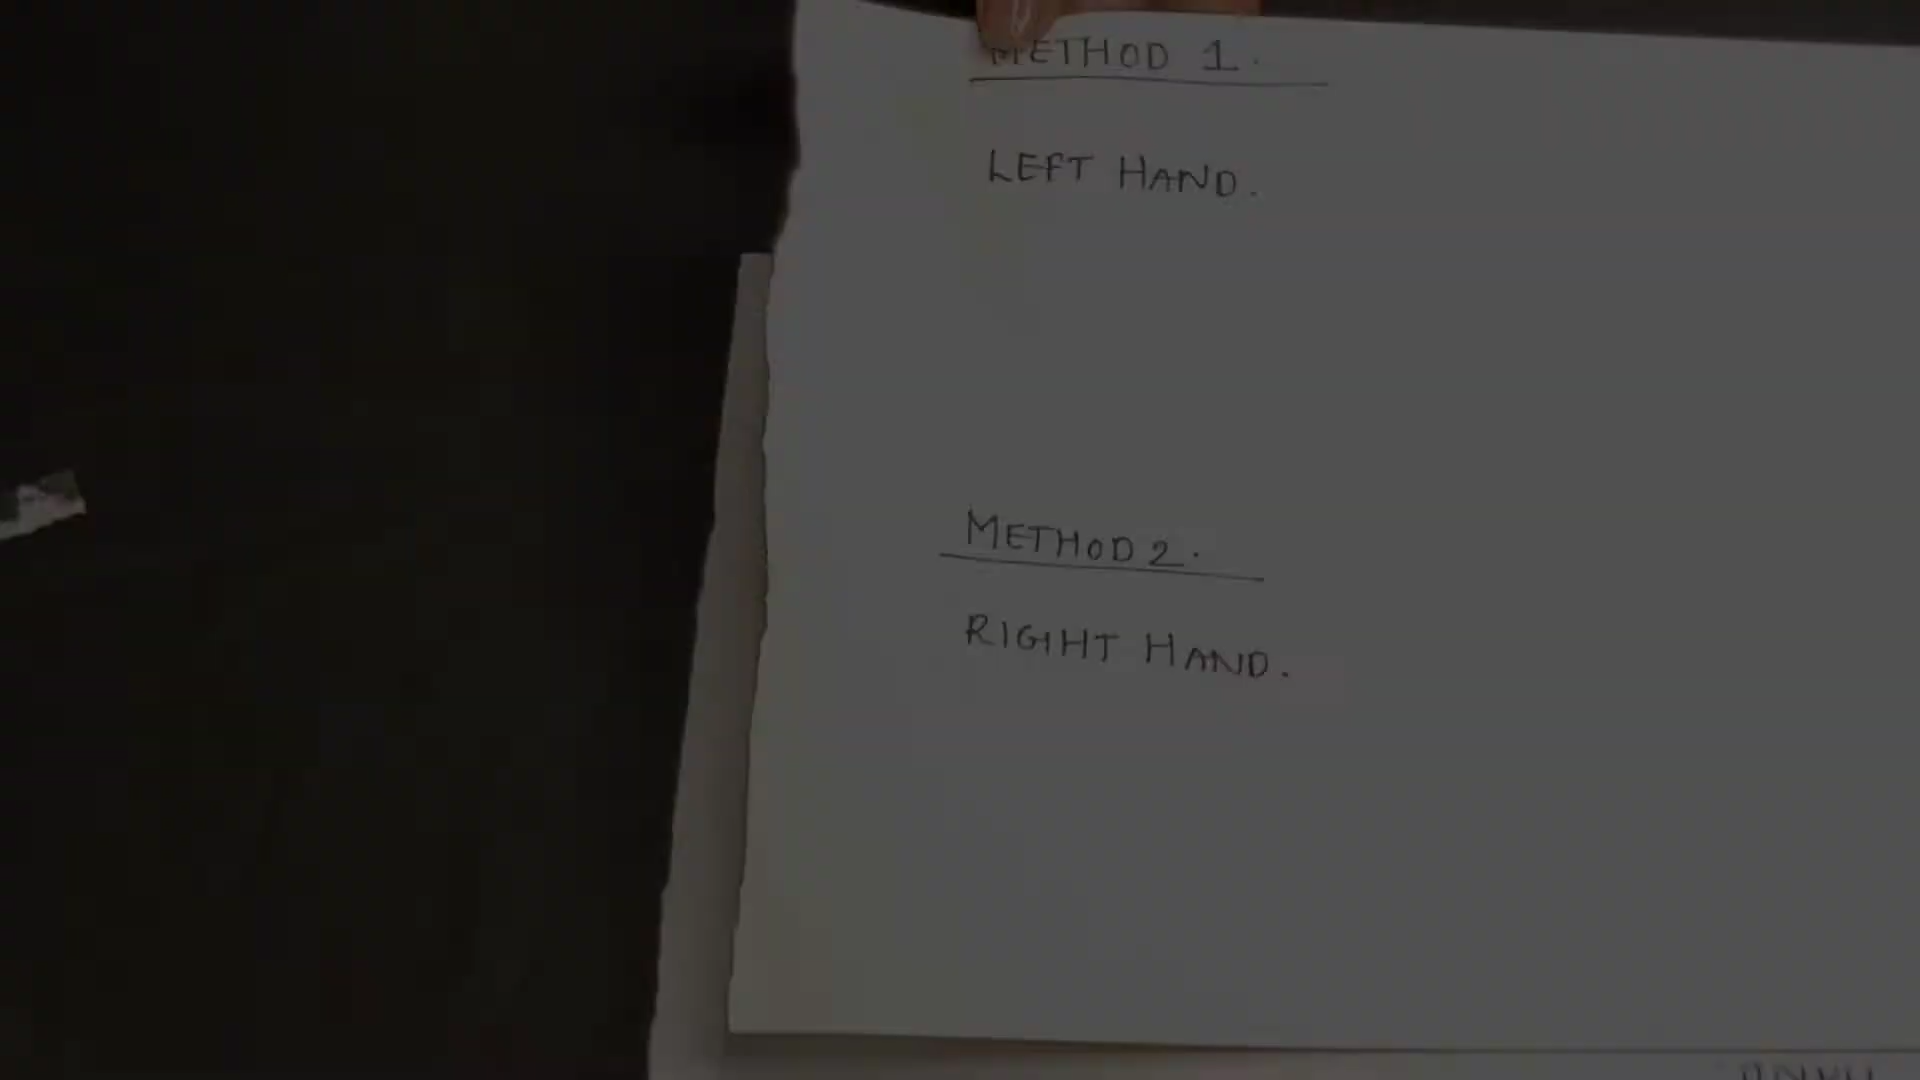 METHOD 1.
LEFT HAND.
METHOD 2.
RIGHT HAND.